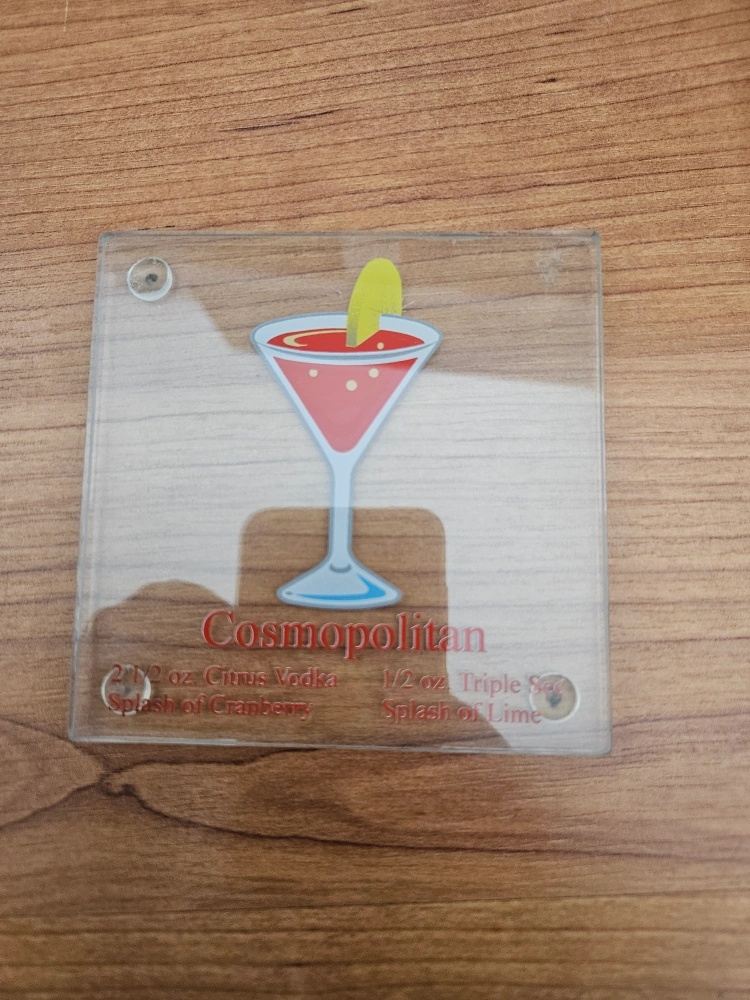 Cosmopolitan
2 1/2 oz. Citrus Vodka 1/2 oz. Triple Sec
Splash of Cranberry Splash of Lime